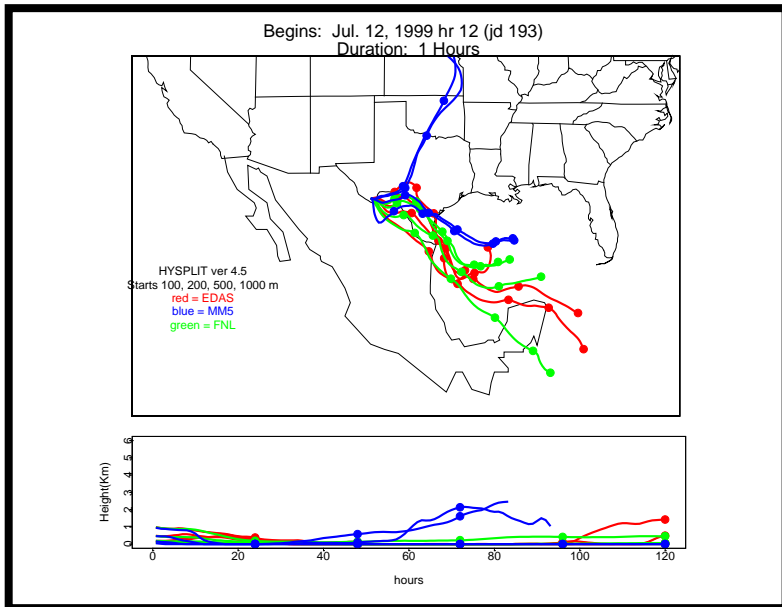 Begins: Jul. 12, 1999 hr 12 (jd 193)
Duration: 1 Hours
HYSPLIT ver 4.5
Starts 100, 200, 500, 1000 m
red = EDAS
blue = MM5
green = FNL
Height(Km)
0 1 2 3 4 5 6
0 20 40 60 80 100 120
hours